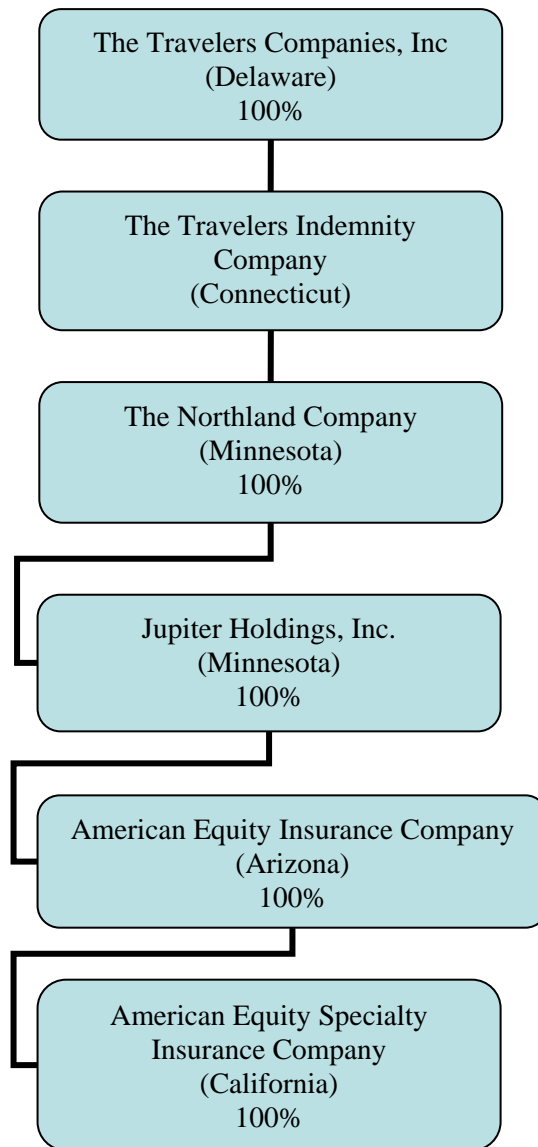 The Travelers Companies, Inc
(Delaware)
100%
The Travelers Indemnity
Company
(Connecticut)
The Northland Company
(Minnesota)
100%
Jupiter Holdings, Inc.
(Minnesota)
100%
American Equity Insurance Company
(Arizona)
100%
American Equity Specialty
Insurance Company
(California)
100%